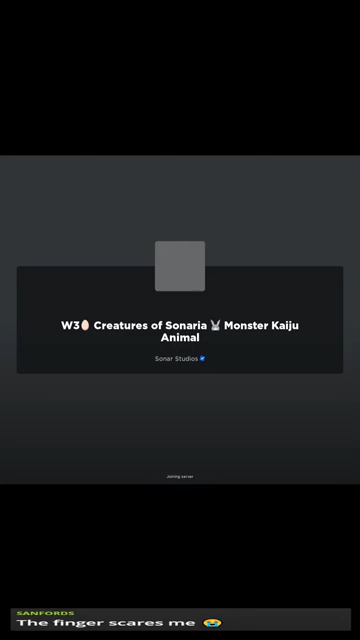 W3🥚 Creatures of Sonaria 🐰 Monster Kaiju
Animal
Sonar Studios
Joining server
SANFORDS
The finger scares me 😭